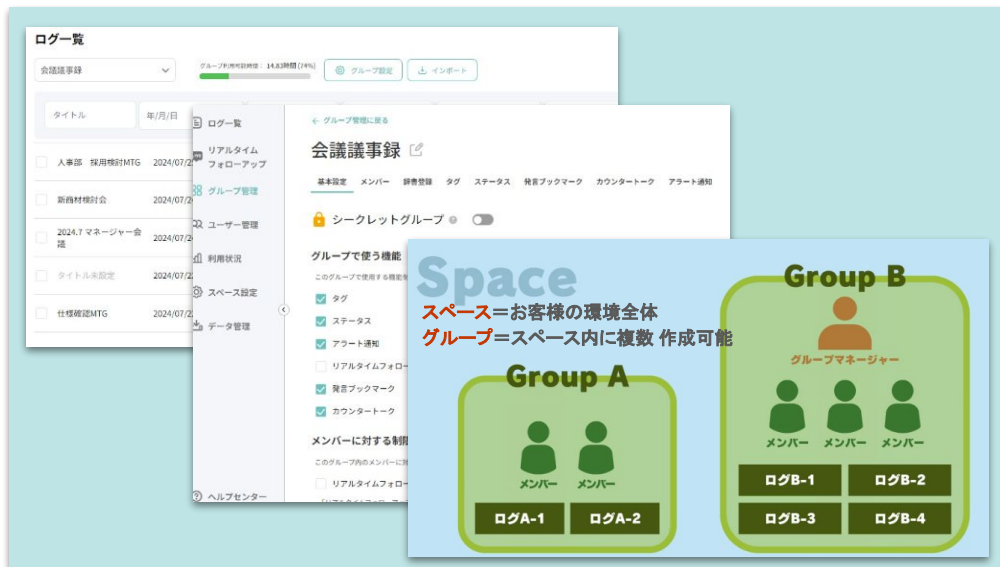 ログ一覧
会議議事録
グループ利用可能時間: 14.83時間 (74%)
グループ設定
インポート
タイトル
年/月/日
人事部 採用検討MTG 2024/07/2
新商材検討会 2024/07/2
2024.7 マネージャー会議 2024/07/2
タイトル未設定 2024/07/2
仕様確認MTG 2024/07/2
ログ一覧
リアルタイム
フォローアップ
グループ管理
ユーザー管理
利用状況
スペース設定
データ管理
ヘルプセンター
← グループ管理に戻る
会議議事録
基本設定 メンバー 辞書登録 タグ ステータス 発言ブックマーク カウンタートーク アラート通知
シークレットグループ
グループで使う機能
このグループで使用する機能を
タグ
ステータス
アラート通知
リアルタイムフォロー
発言ブックマーク
カウンタートーク
メンバーに対する制限
このグループ内のメンバーに対
リアルタイムフォロー
Space
スペース＝お客様の環境全体
グループ＝スペース内に複数 作成可能
Group A
メンバー メンバー
ログA-1 ログA-2
Group B
グループマネージャー
メンバー メンバー メンバー
ログB-1 ログB-2
ログB-3 ログB-4